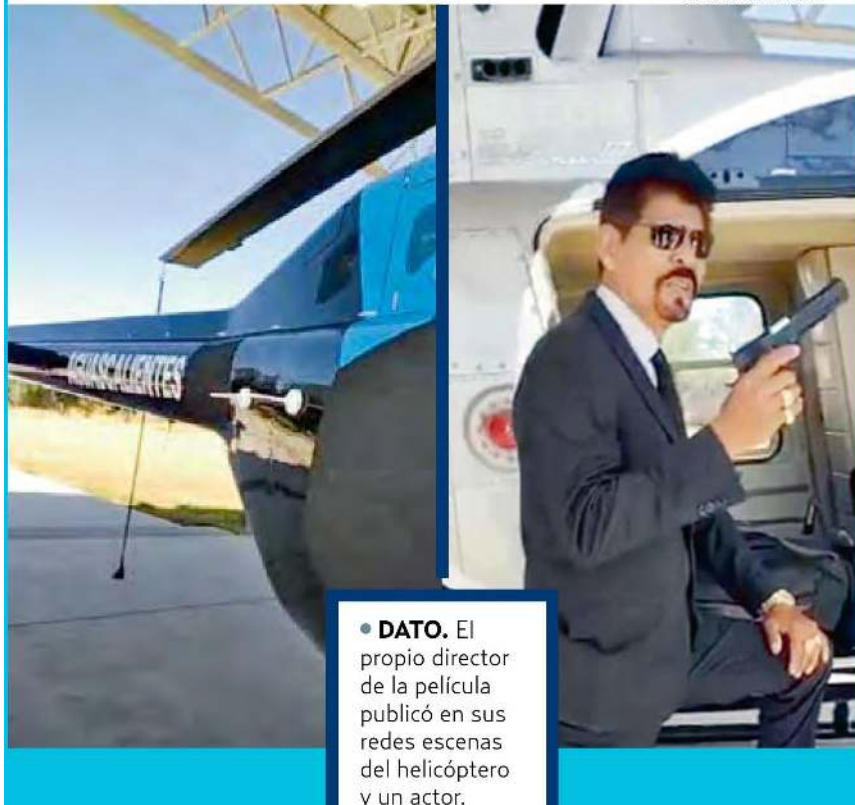 AGUASCALIENTES
• DATO. El
propio director
de la película
publicó en sus
redes escenas
del helicóptero
y un actor.